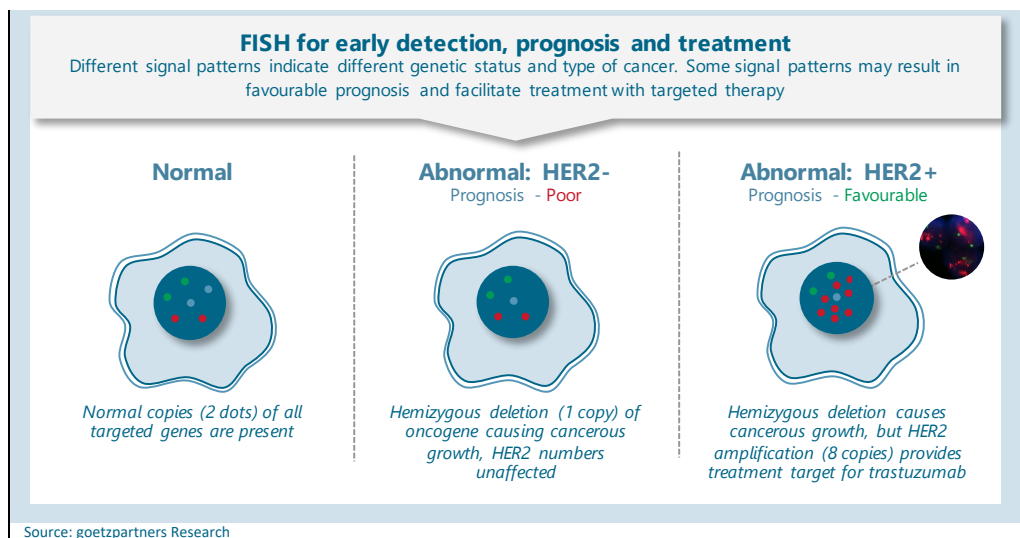 FISH for early detection, prognosis and treatment
Different signal patterns indicate different genetic status and type of cancer. Some signal patterns may result in
favourable prognosis and facilitate treatment with targeted therapy
Normal
Normal copies (2 dots) of all
targeted genes are present
Abnormal: HER2-
Prognosis - Poor
Hemizygous deletion (1 copy) of
oncogene causing cancerous
growth, HER2 numbers
unaffected
Abnormal: HER2+
Prognosis - Favourable
Hemizygous deletion causes
cancerous growth, but HER2
amplification (8 copies) provides
treatment target for trastuzumab
Source: goetzpartners Research